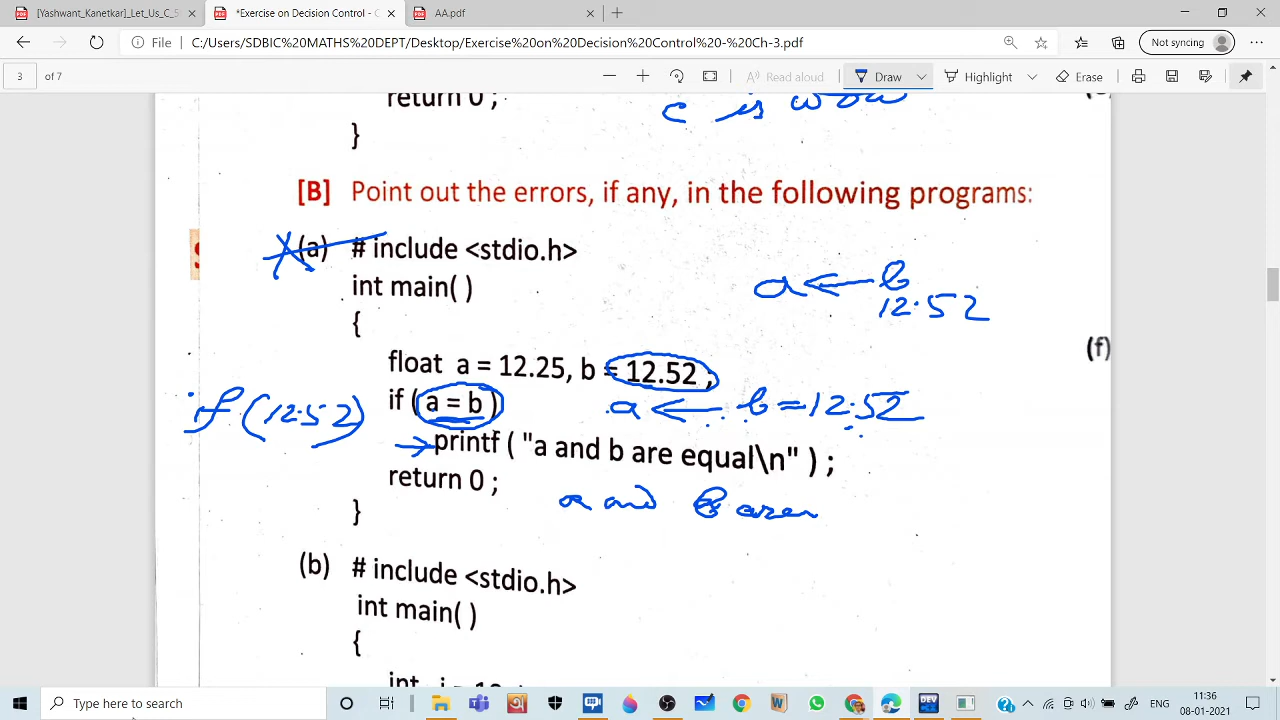 [Yashwant_Kanetkar]_Let_Us_C_5
*Exercise on Decision Control - C
AA.pdf
File
C:/Users/SDBIC%20MATHS%20DEPT/Desktop/Exercise%20on%20Decision%20Control%20-%20Ch-3.pdf
Not syncing
3 of 7
Read aloud
Draw
Highlight
Erase
return 0 ;
c is wow
}
[B] Point out the errors, if any, in the following programs:
(a) # include <stdio.h>
int main( )
a ← b
12.52
{
(f)
float a = 12.25, b = 12.52 ;
if ( a = b )
if (12.52)
a ← b = 12.52
printf ( "a and b are equal\n" ) ;
return 0 ;
a and b
}
(b) # include <stdio.h>
int main( )
{
Type here to search
11:36
08-01-2021